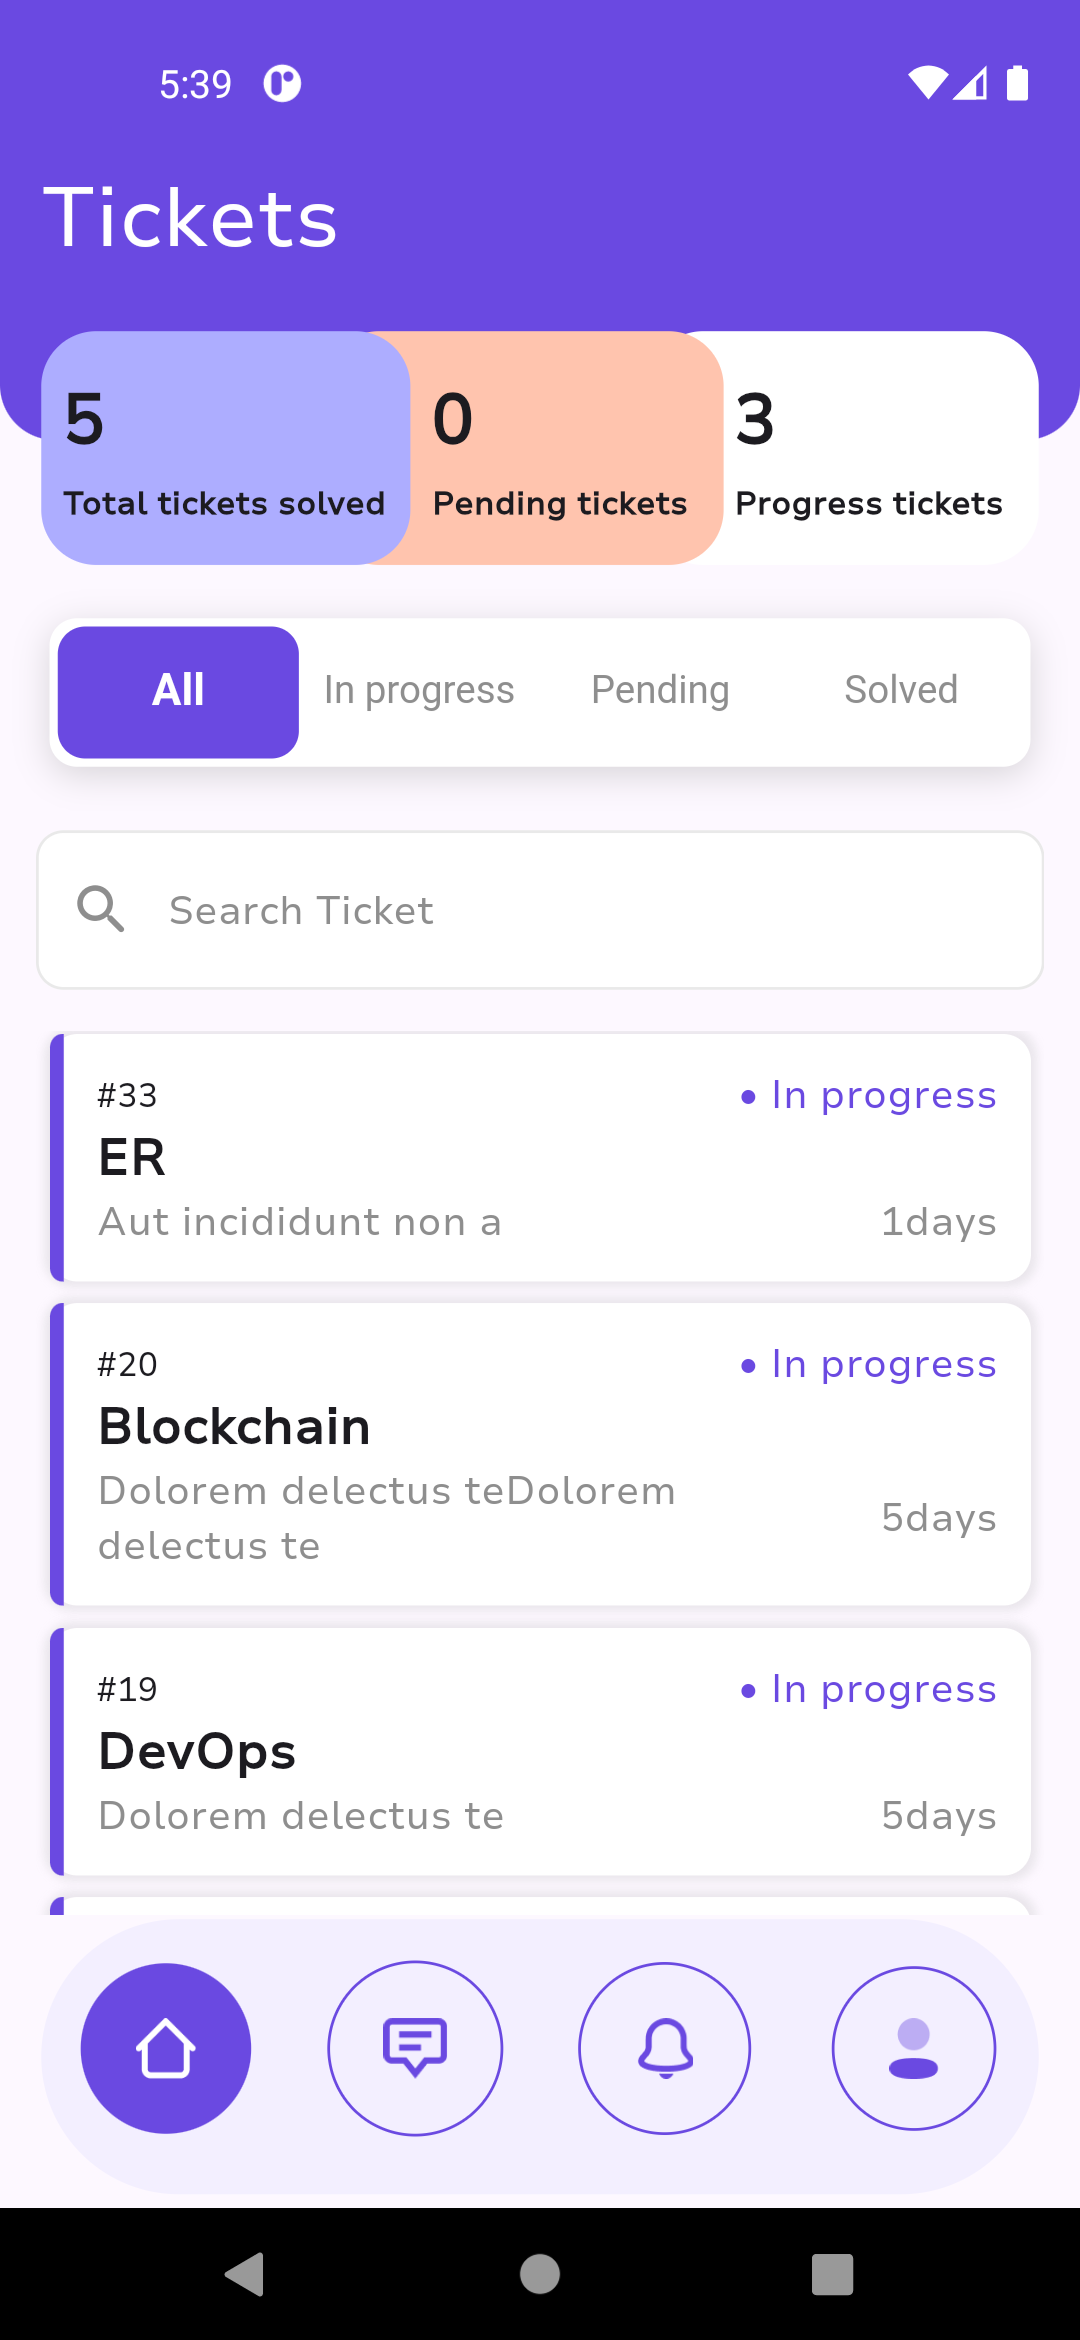 5:39
Tickets
5
Total tickets solved
0
Pending tickets
3
Progress tickets
All
In progress
Pending
Solved
Search Ticket
#33
• In progress
ER
Aut incididunt non a
1days
#20
• In progress
Blockchain
Dolorem delectus teDolorem
delectus te
5days
#19
• In progress
DevOps
Dolorem delectus te
5days